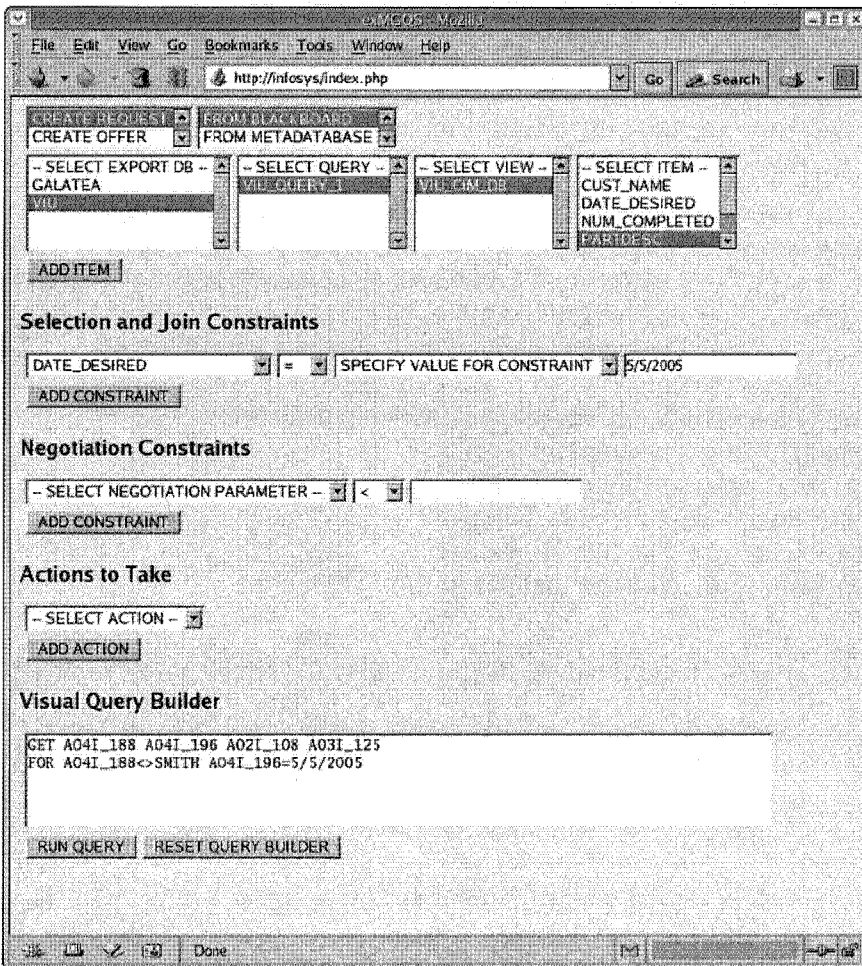 exMGQS - Mozilla
File Edit View Go Bookmarks Tools Window Help
http://infosys/index.php Go Search
CREATE REQUEST FROM BLACKBOARD
CREATE OFFER FROM METADATABASE
-- SELECT EXPORT DB -- -- SELECT QUERY -- -- SELECT VIEW -- -- SELECT ITEM --
GALATEA VIU_QUERY_1 VIU_OIM_DB CUST_NAME
VIU DATE_DESIRED
NUM_COMPLETED
PARTDESC
ADD ITEM
Selection and Join Constraints
DATE_DESIRED = SPECIFY VALUE FOR CONSTRAINT 5/5/2005
ADD CONSTRAINT
Negotiation Constraints
-- SELECT NEGOTIATION PARAMETER -- <
ADD CONSTRAINT
Actions to Take
-- SELECT ACTION --
ADD ACTION
Visual Query Builder
GET A04I_188 A04I_196 A02I_108 A03I_125
FOR A04I_188<>SMITH A04I_196=5/5/2005
RUN QUERY RESET QUERY BUILDER
Done